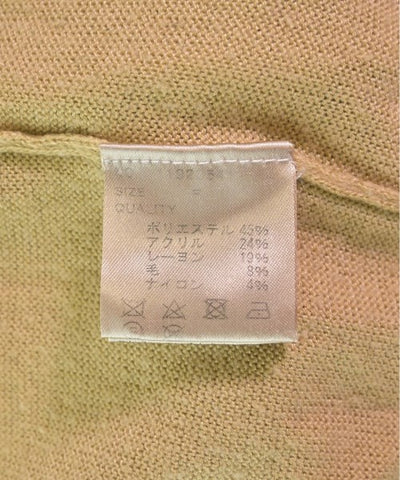 SIZE
QUALITY
ポリエステル 45%
アクリル 24%
レーヨン 19%
毛 8%
ナイロン 4%